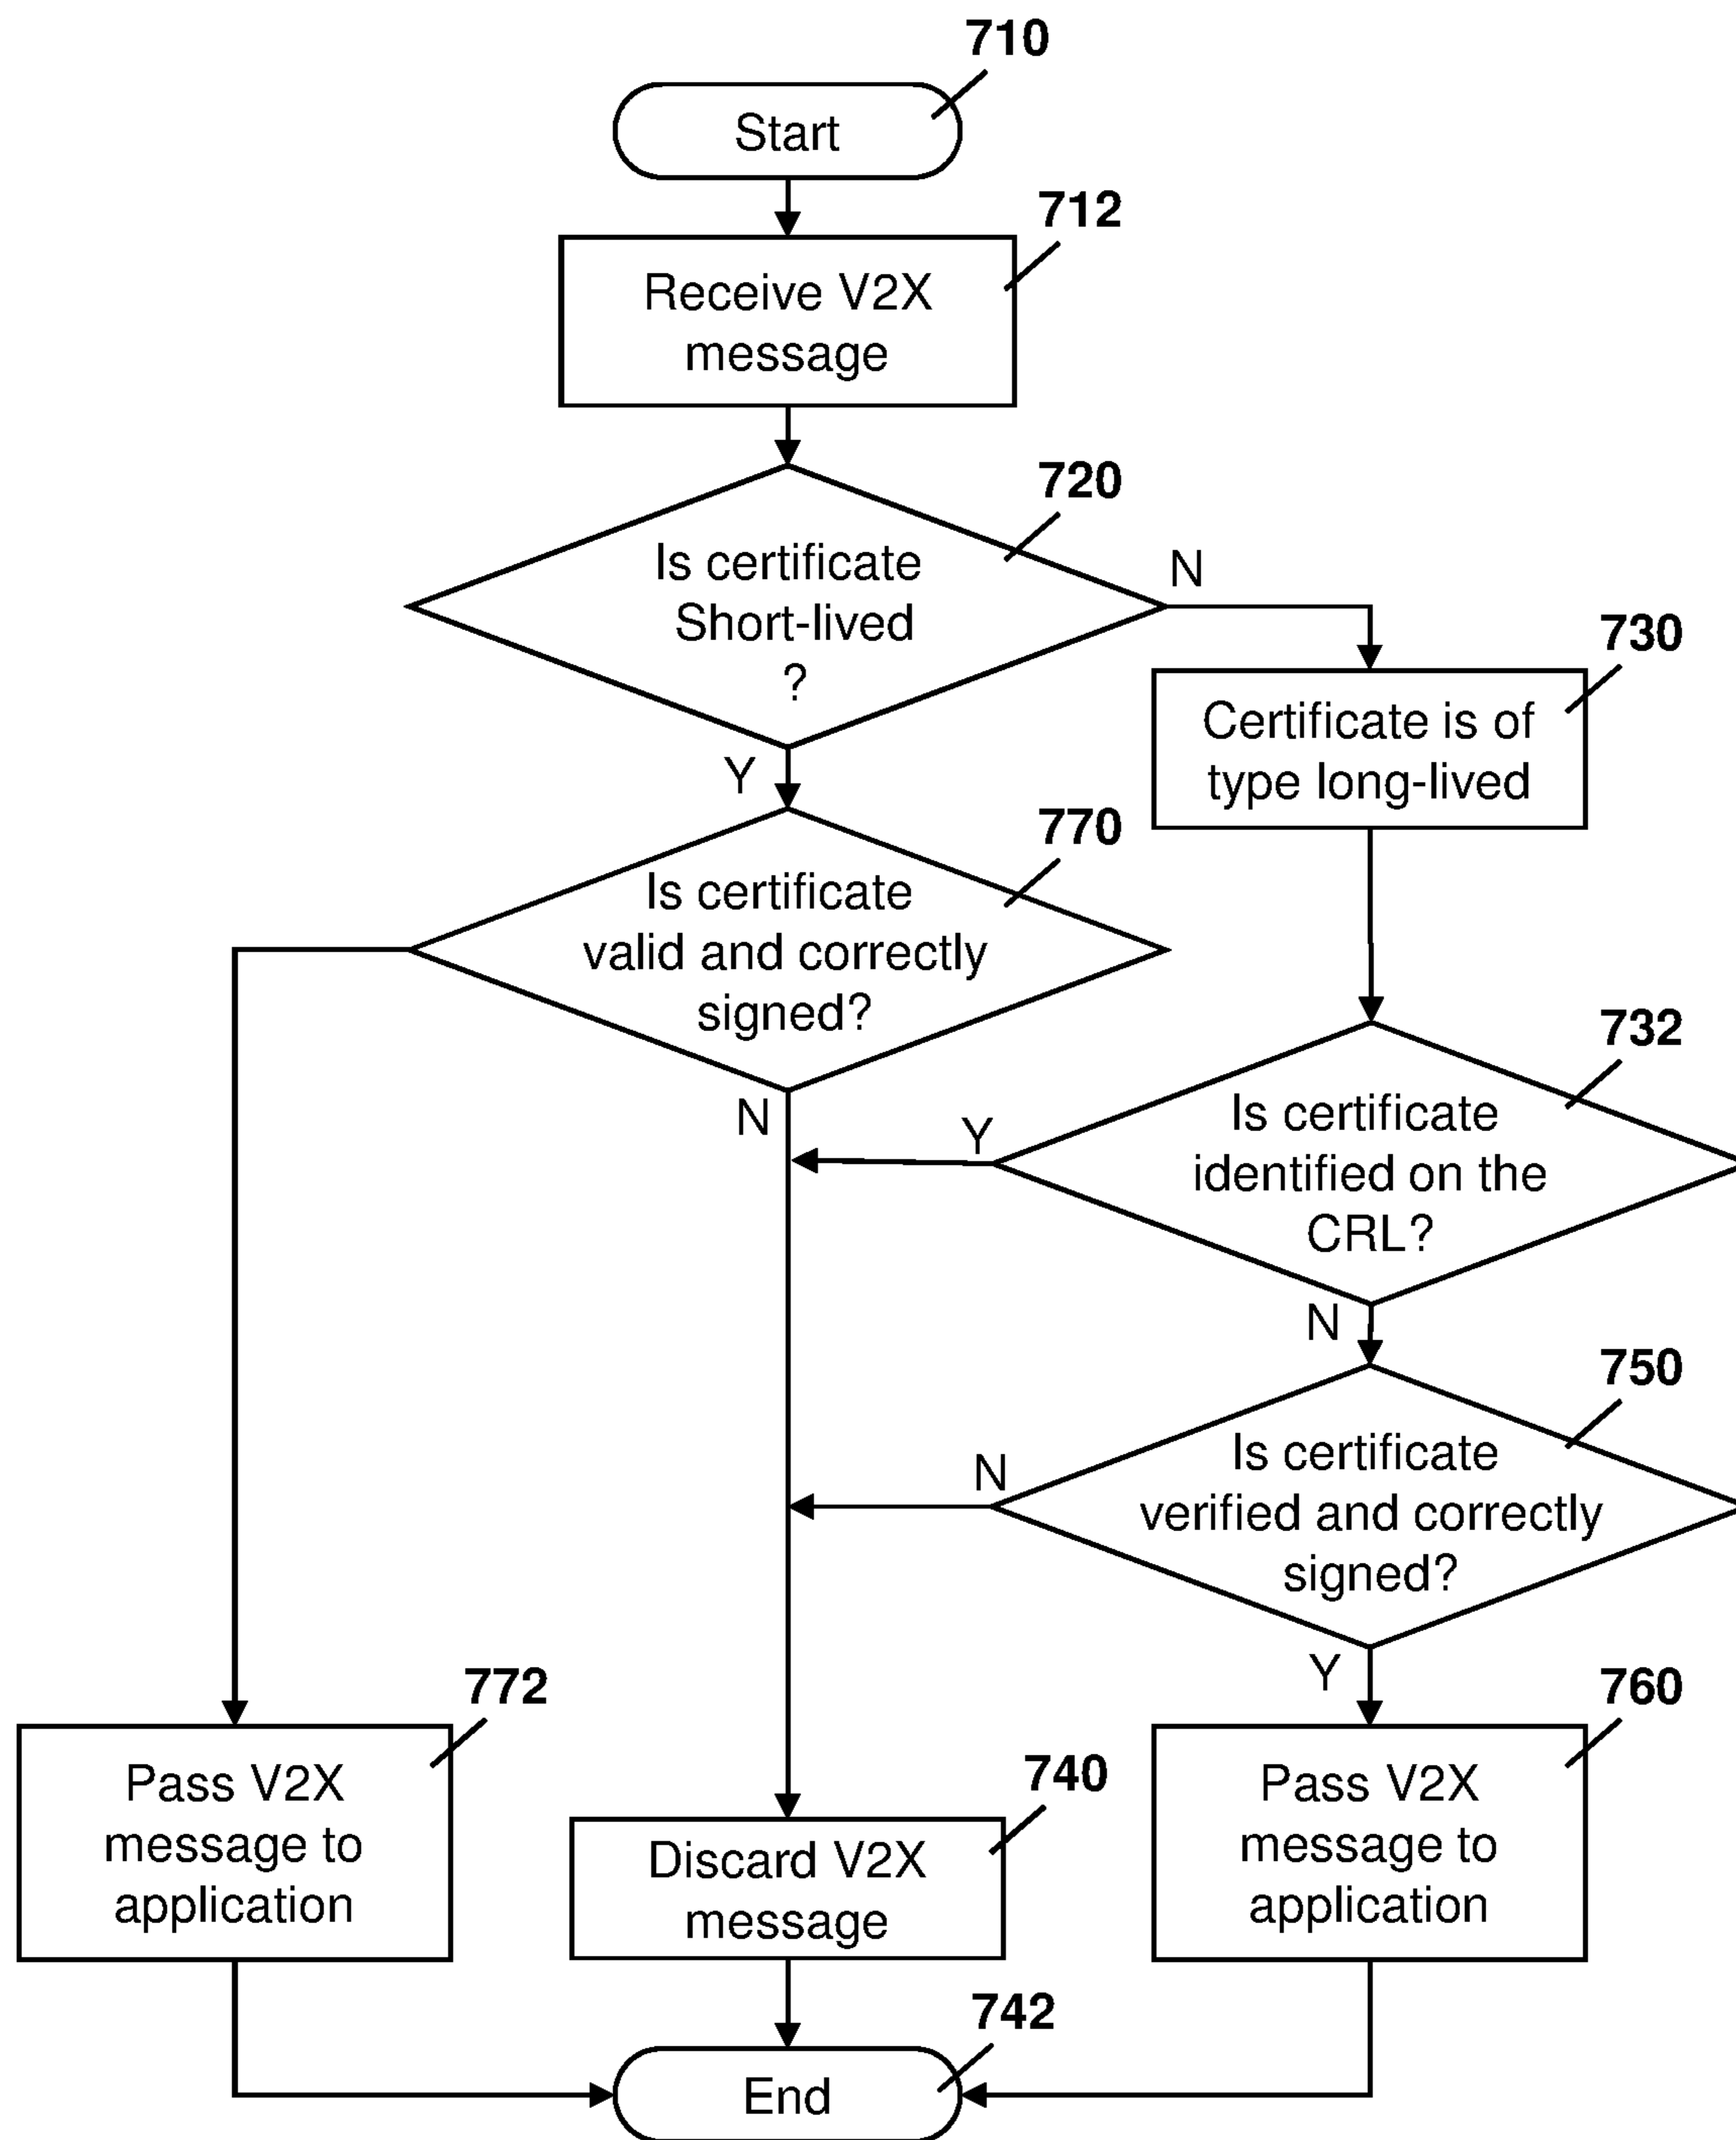 710
Start
712
Receive V2X
message
720
Is certificate
Short-lived
?
N
Y
730
Certificate is of
type long-lived
770
Is certificate
valid and correctly
signed?
N
732
Is certificate
identified on the
CRL?
Y
N
750
Is certificate
verified and correctly
signed?
N
Y
772
Pass V2X
message to
application
740
Discard V2X
message
760
Pass V2X
message to
application
742
End